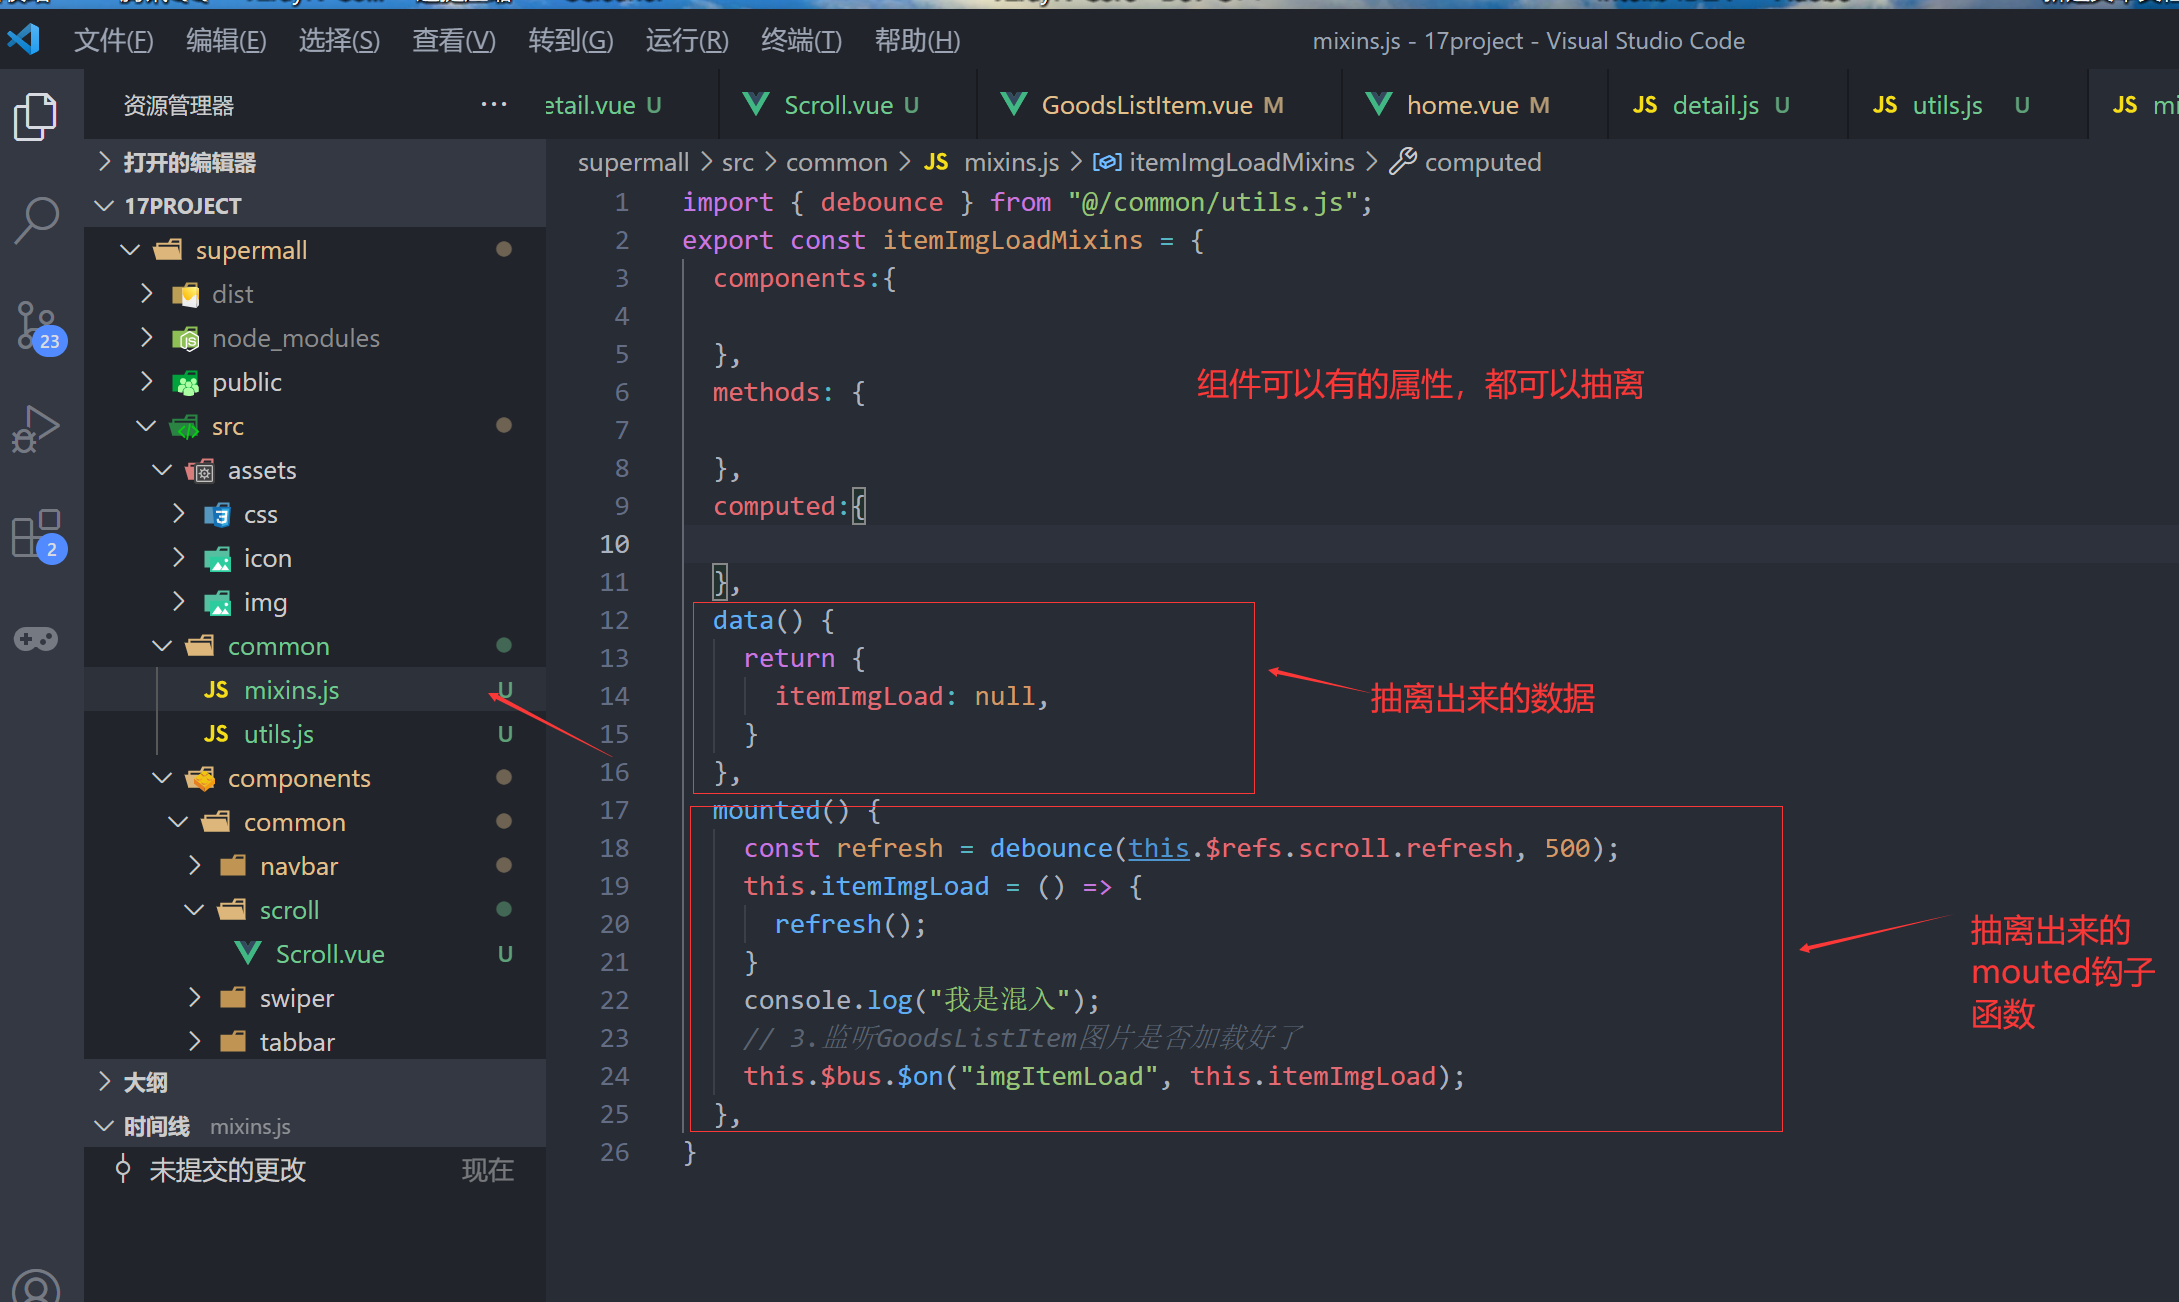 文件(F) 编辑(E) 选择(S) 查看(V) 转到(G) 运行(R) 终端(T) 帮助(H) mixins.js - 17project - Visual Studio Code
资源管理器 ··· etail.vue U Scroll.vue U GoodsListItem.vue M home.vue M JS detail.js U JS utils.js U JS mi
supermall > src > common > JS mixins.js > itemImgLoadMixins > computed
打开的编辑器
17PROJECT
supermall
dist
node_modules
public
src
assets
css
icon
img
common
JS mixins.js U
JS utils.js U
components
common
navbar
scroll
Scroll.vue U
swiper
tabbar
大纲
时间线 mixins.js
未提交的更改 现在
23
2
1 import { debounce } from "@/common/utils.js";
2 export const itemImgLoadMixins = {
3 components:{
4
5 },
6 methods: {
7
8 },
9 computed:{
10
11 },
12 data() {
13 return {
14 itemImgLoad: null,
15 }
16 },
17 mounted() {
18 const refresh = debounce(this.$refs.scroll.refresh, 500);
19 this.itemImgLoad = () => {
20 refresh();
21 }
22 console.log("我是混入");
23 // 3.监听GoodsListItem图片是否加载好了
24 this.$bus.$on("imgItemLoad", this.itemImgLoad);
25 },
26 }
组件可以有的属性，都可以抽离
抽离出来的数据
抽离出来的
mouted钩子
函数